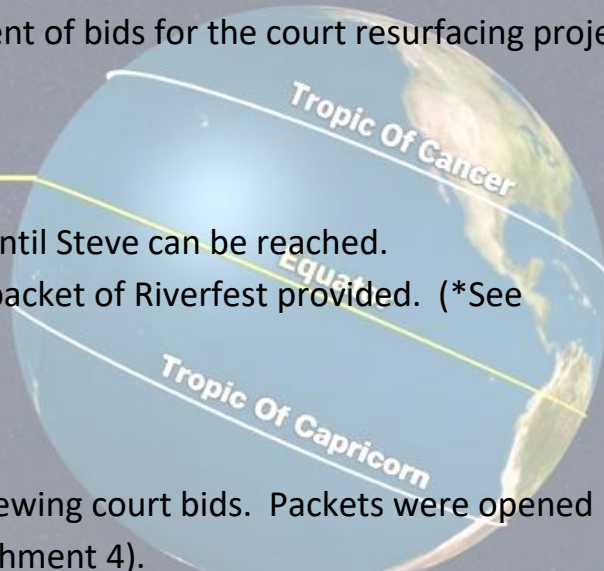 ent of bids for the court resurfacing proje
Tropic Of Cancer
ntil Steve can be reached.
Equator
packet of Riverfest provided. (*See
Tropic Of Capricorn
ewing court bids. Packets were opened
hment 4).